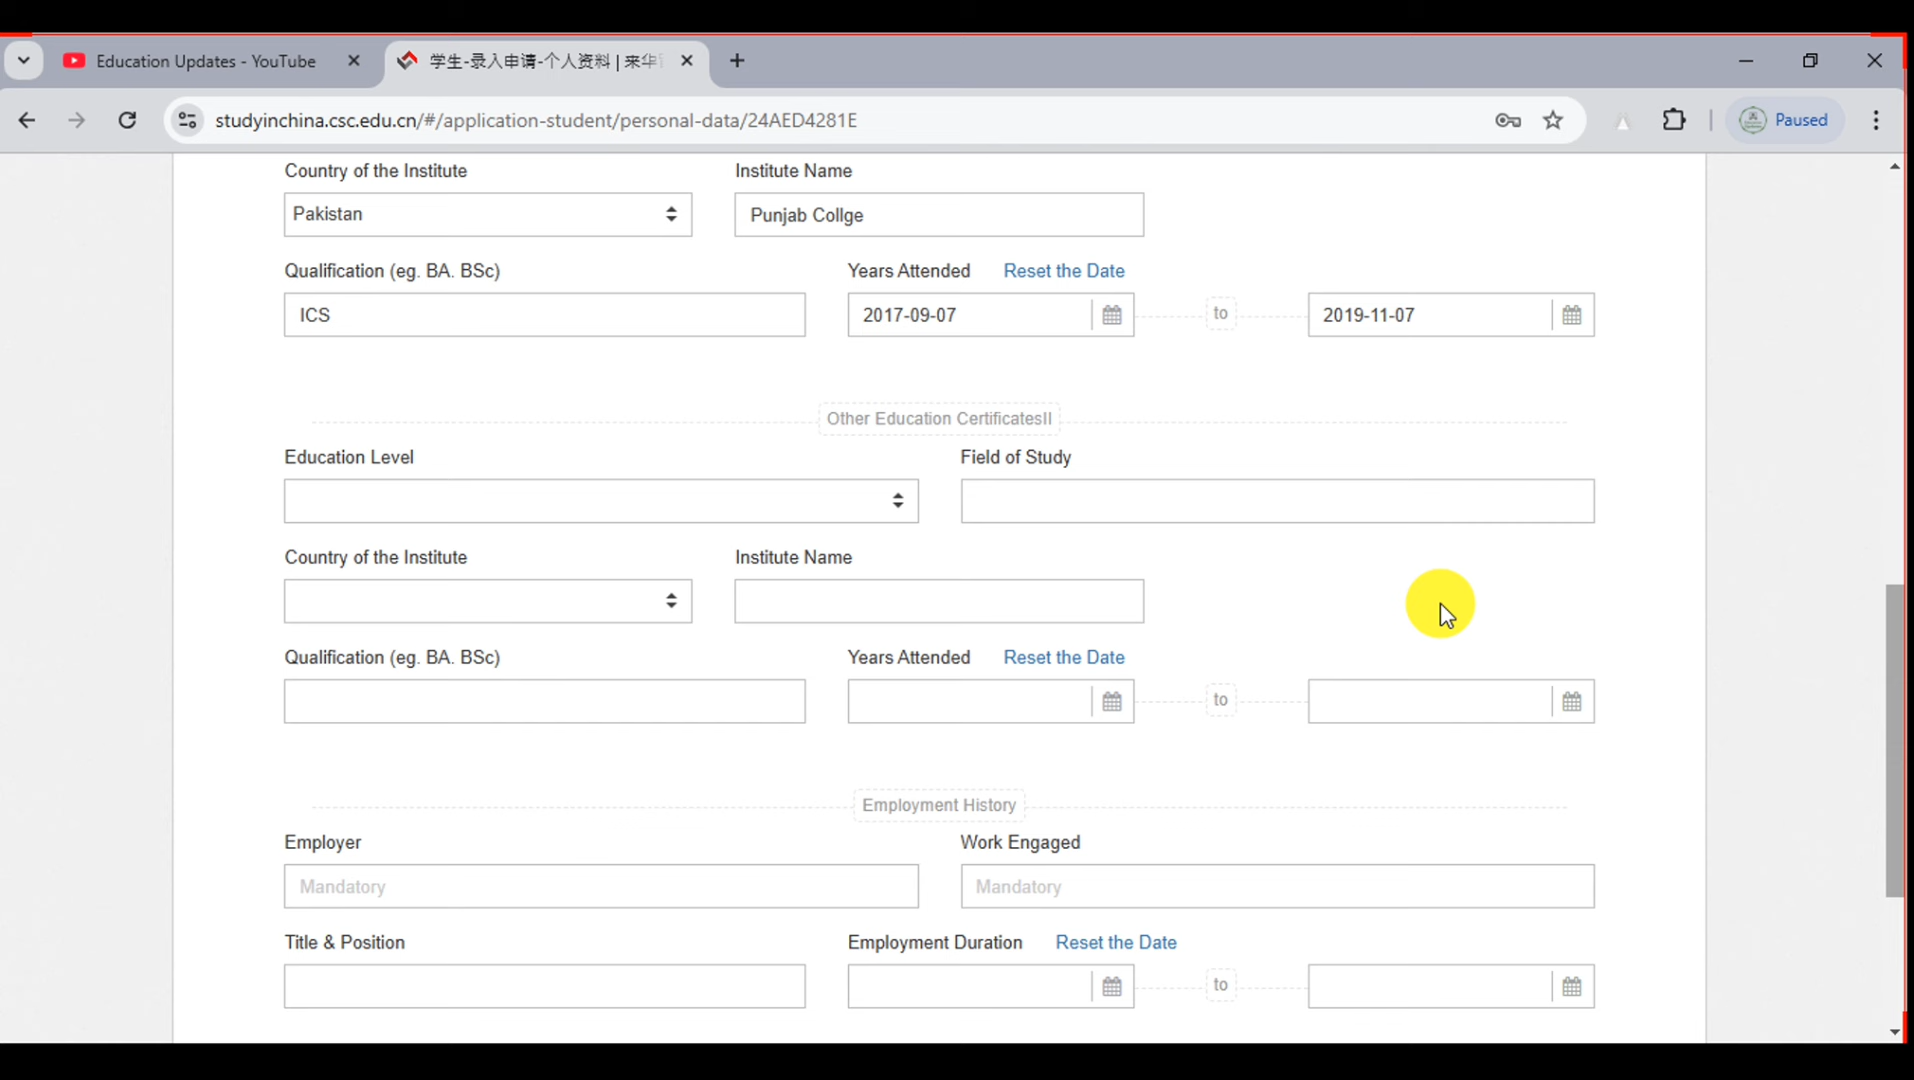 Education Updates - YouTube
学生-录入申请-个人资料 | 来华
studyinchina.csc.edu.cn/#/application-student/personal-data/24AED4281E
Paused
Country of the Institute
Institute Name
Pakistan
Punjab Collge
Qualification (eg. BA. BSc)
Years Attended
Reset the Date
ICS
2017-09-07
to
2019-11-07
Other Education CertificatesII
Education Level
Field of Study
Country of the Institute
Institute Name
Qualification (eg. BA. BSc)
Years Attended
Reset the Date
to
Employment History
Employer
Work Engaged
Mandatory
Mandatory
Title & Position
Employment Duration
Reset the Date
to